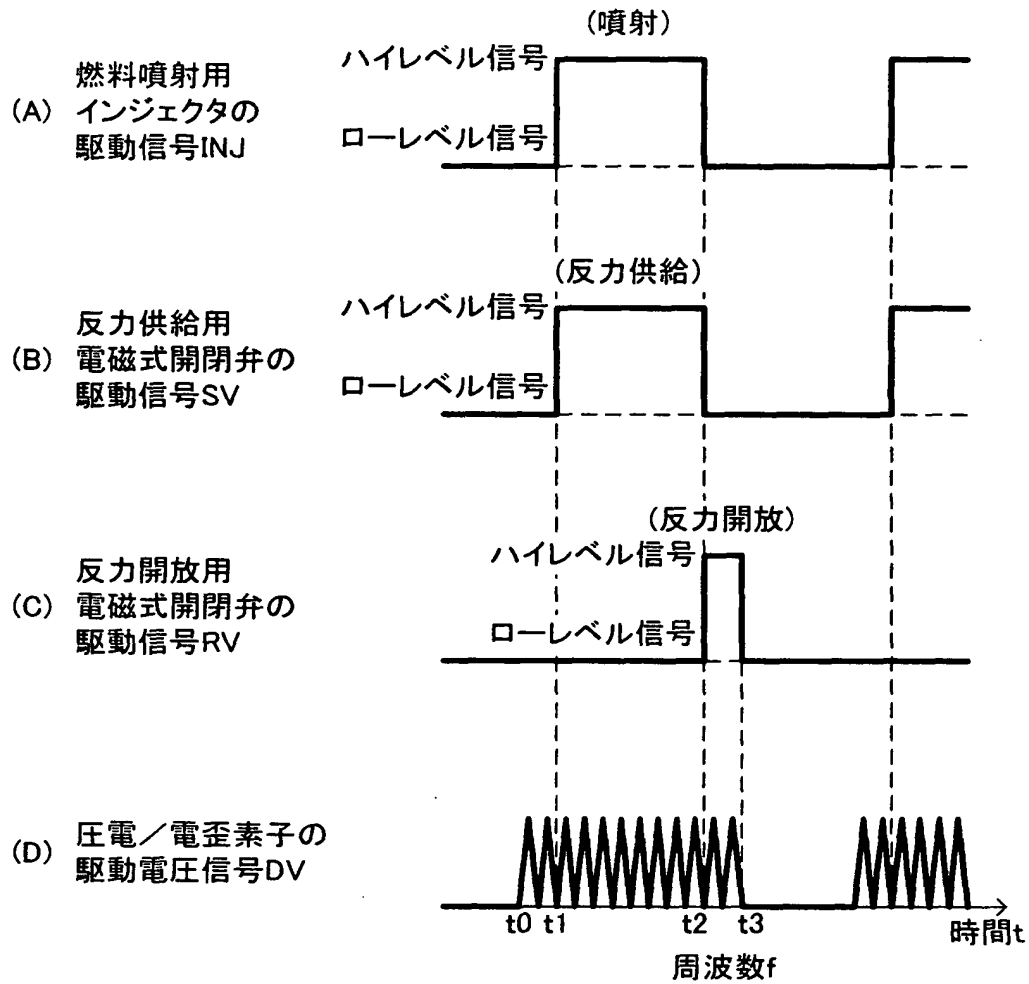 (噴射)
(A)
燃料噴射用
インジェクタの
駆動信号INJ
ハイレベル信号
ローレベル信号
(反力供給)
(B)
反力供給用
電磁式開閉弁の
駆動信号SV
ハイレベル信号
ローレベル信号
(反力開放)
(C)
反力開放用
電磁式開閉弁の
駆動信号RV
ハイレベル信号
ローレベル信号
(D)
圧電／電歪素子の
駆動電圧信号DV
t0 t1 t2 t3
時間t
周波数f